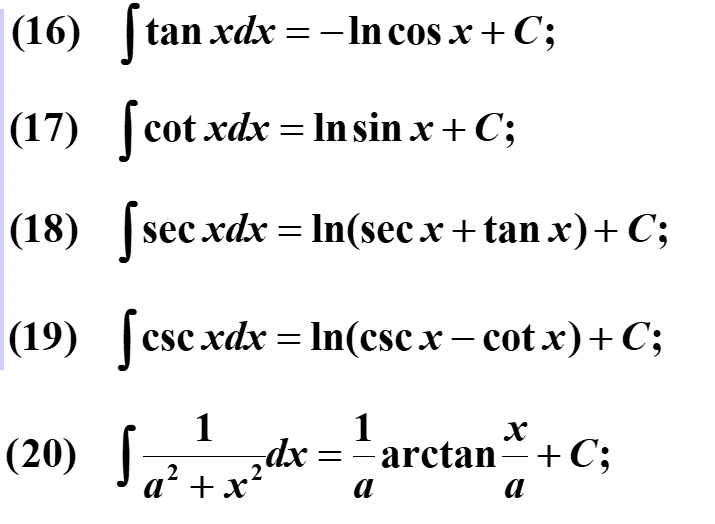 (16) ∫ tan xdx = −ln cos x + C;
(17) ∫ cot xdx = ln sin x + C;
(18) ∫ sec xdx = ln(sec x + tan x) + C;
(19) ∫ csc xdx = ln(csc x − cot x) + C;
(20) ∫ 1/(a² + x²) dx = 1/a arctan x/a + C;